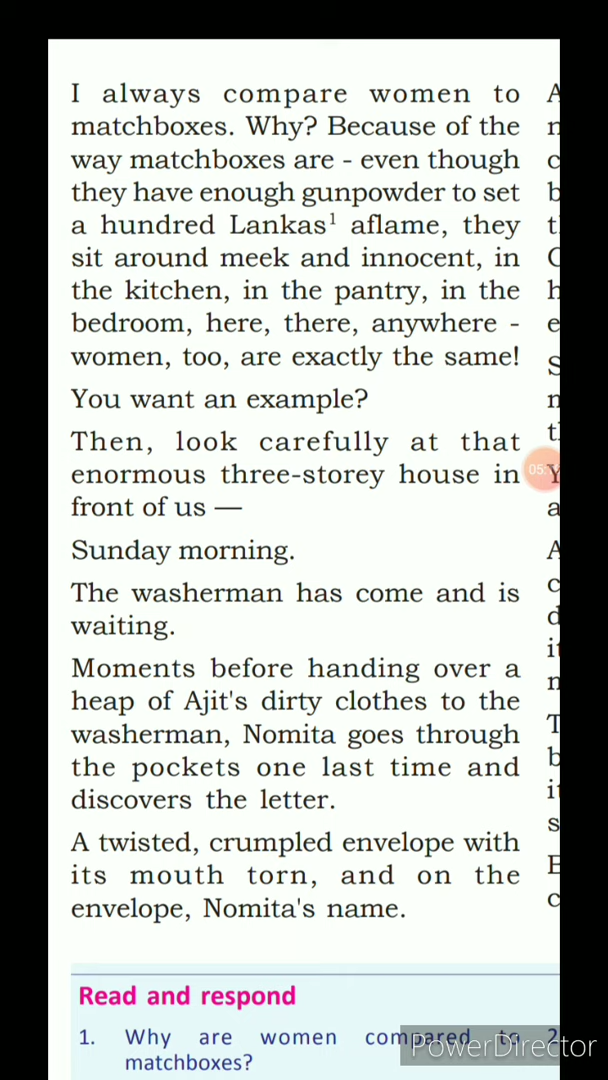 I always compare women to
matchboxes. Why? Because of the
way matchboxes are - even though
they have enough gunpowder to set
a hundred Lankas¹ aflame, they
sit around meek and innocent, in
the kitchen, in the pantry, in the
bedroom, here, there, anywhere -
women, too, are exactly the same!
You want an example?
Then, look carefully at that
enormous three-storey house in
front of us —
Sunday morning.
The washerman has come and is
waiting.
Moments before handing over a
heap of Ajit's dirty clothes to the
washerman, Nomita goes through
the pockets one last time and
discovers the letter.
A twisted, crumpled envelope with
its mouth torn, and on the
envelope, Nomita's name.
Read and respond
1. Why are women compared to
matchboxes?
2
PowerDirector